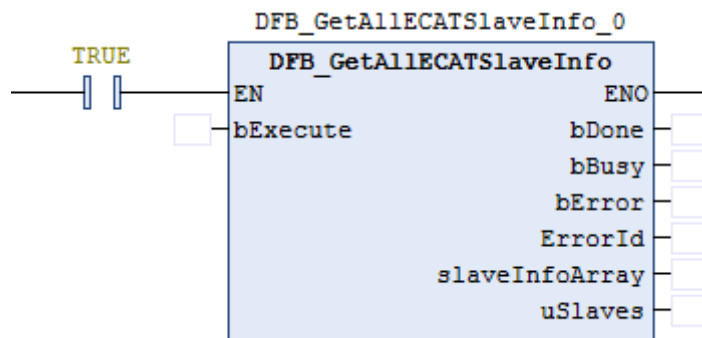 DFB_GetAllECATSlaveInfo_0
TRUE
DFB_GetAllECATSlaveInfo
EN ENO
bExecute bDone
bBusy
bError
ErrorId
slaveInfoArray
uSlaves